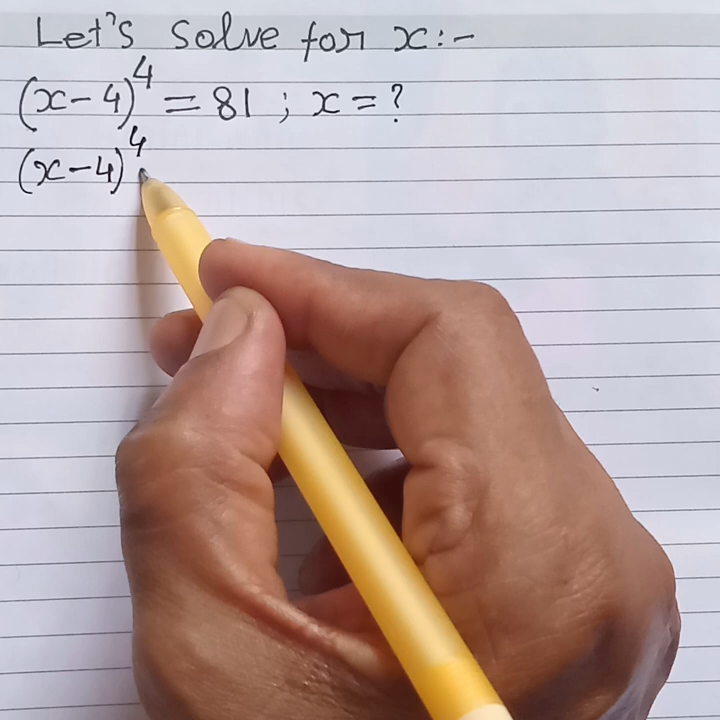 Let's solve for x:-
(x-4)⁴ = 81 ; x = ?
(x-4)⁴